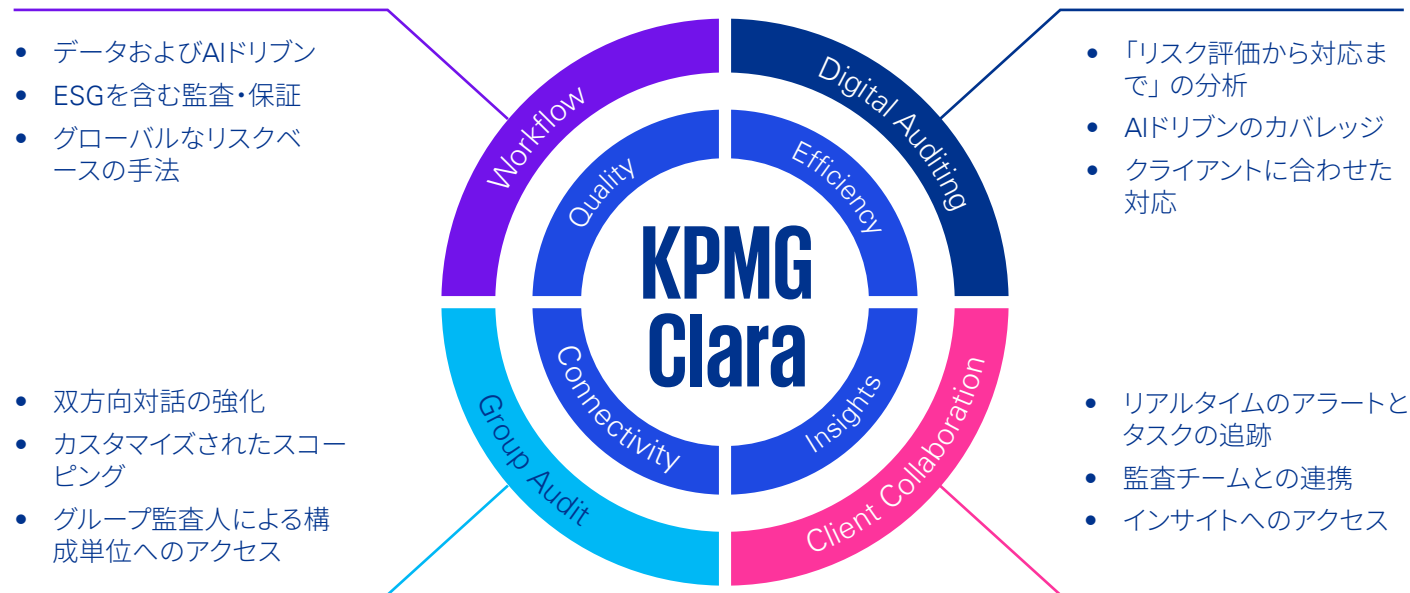 • データおよびAIドリブン
• ESGを含む監査・保証
• グローバルなリスクベ
ースの手法
Workflow
Digital Auditing
• 「リスク評価から対応ま
で」の分析
• AIドリブンのカバレッジ
• クライアントに合わせた
対応
Quality
Efficiency
KPMG
Clara
Connectivity
Insights
• 双方向対話の強化
• カスタマイズされたスコー
ピング
• グループ監査人による構
成単位へのアクセス
Group Audit
Client Collaboration
• リアルタイムのアラートと
タスクの追跡
• 監査チームとの連携
• インサイトへのアクセス